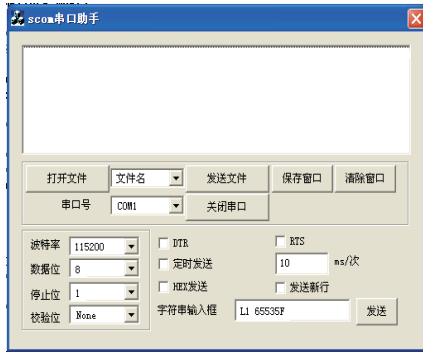 scom串口助手
打开文件 文件名 发送文件 保存窗口 清除窗口
串口号 COM1 关闭串口
波特率 115200 DTR RTS
数据位 8 定时发送 10 ms/次
停止位 1 HEX发送 发送新行
校验位 None 字符串输入框 L1 65535F 发送